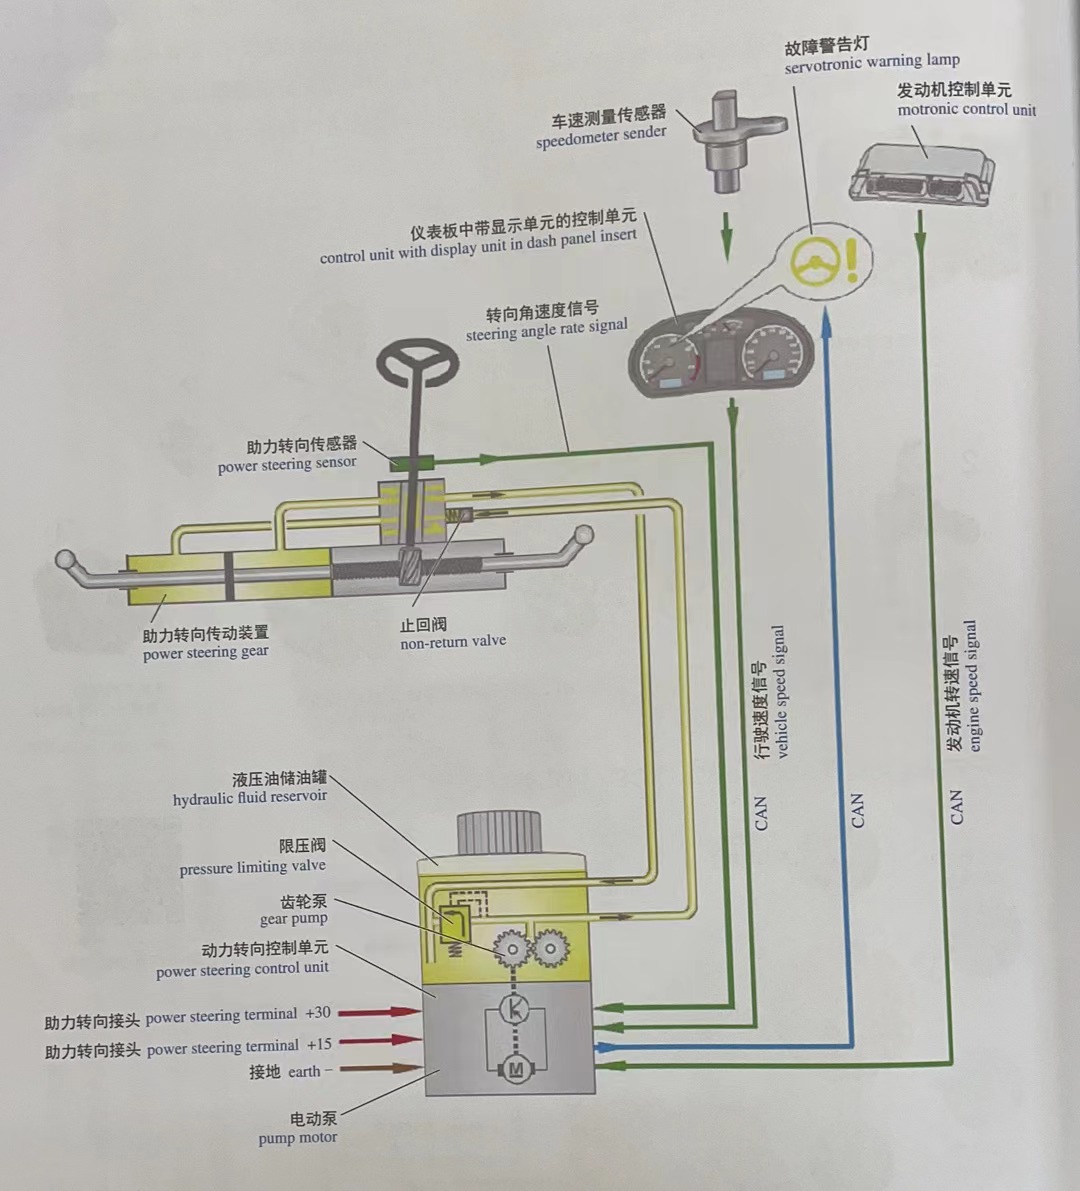 故障警告灯
servotronic warning lamp
发动机控制单元
motronic control unit
车速测量传感器
speedometer sender
仪表板中带显示单元的控制单元
control unit with display unit in dash panel insert
转向角速度信号
steering angle rate signal
助力转向传感器
power steering sensor
助力转向传动装置
power steering gear
止回阀
non-return valve
行驶速度信号
vehicle speed signal
CAN
CAN
发动机转速信号
engine speed signal
CAN
液压油储油罐
hydraulic fluid reservoir
限压阀
pressure limiting valve
齿轮泵
gear pump
动力转向控制单元
power steering control unit
助力转向接头 power steering terminal +30
助力转向接头 power steering terminal +15
接地 earth −
M
电动泵
pump motor